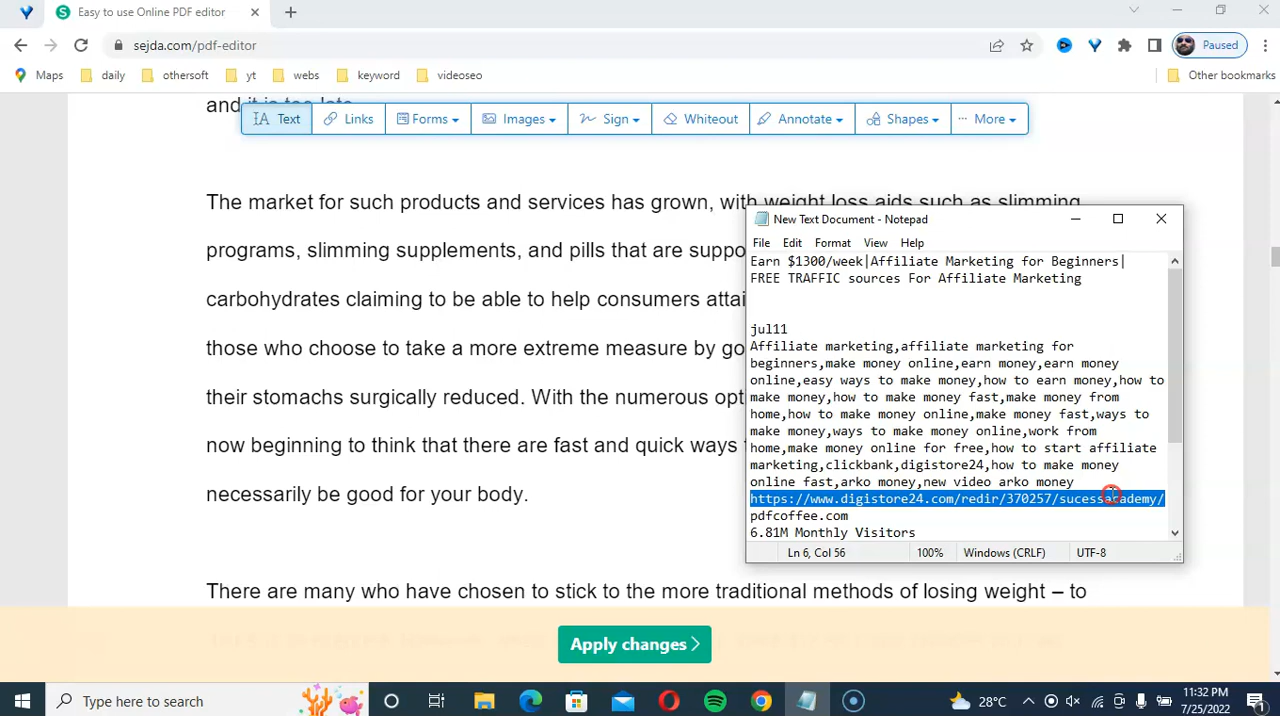 Easy to use Online PDF editor
sejda.com/pdf-editor
Paused
Maps
daily
othersoft
yt
webs
keyword
videoseo
Other bookmarks
and it is too late
Text
Links
Forms
Images
Sign
Whiteout
Annotate
Shapes
More
The market for such products and services has grown, with weight loss aids such as slimming
programs, slimming supplements, and pills that are suppo
carbohydrates claiming to be able to help consumers attai
those who choose to take a more extreme measure by go
their stomachs surgically reduced. With the numerous opt
now beginning to think that there are fast and quick ways
necessarily be good for your body.
There are many who have chosen to stick to the more traditional methods of losing weight – to
New Text Document - Notepad
File Edit Format View Help
Earn $1300/week|Affiliate Marketing for Beginners|
FREE TRAFFIC sources For Affiliate Marketing
jul11
Affiliate marketing,affiliate marketing for
beginners,make money online,earn money,earn money
online,easy ways to make money,how to earn money,how to
make money,how to make money fast,make money from
home,how to make money online,make money fast,ways to
make money,ways to make money online,work from
home,make money online for free,how to start affiliate
marketing,clickbank,digistore24,how to make money
online fast,arko money,new video arko money
https://www.digistore24.com/redir/370257/sucessacademy/
pdfcoffee.com
6.81M Monthly Visitors
Ln 6, Col 56
100%
Windows (CRLF)
UTF-8
Apply changes
Type here to search
28°C
11:32 PM
7/25/2022
1